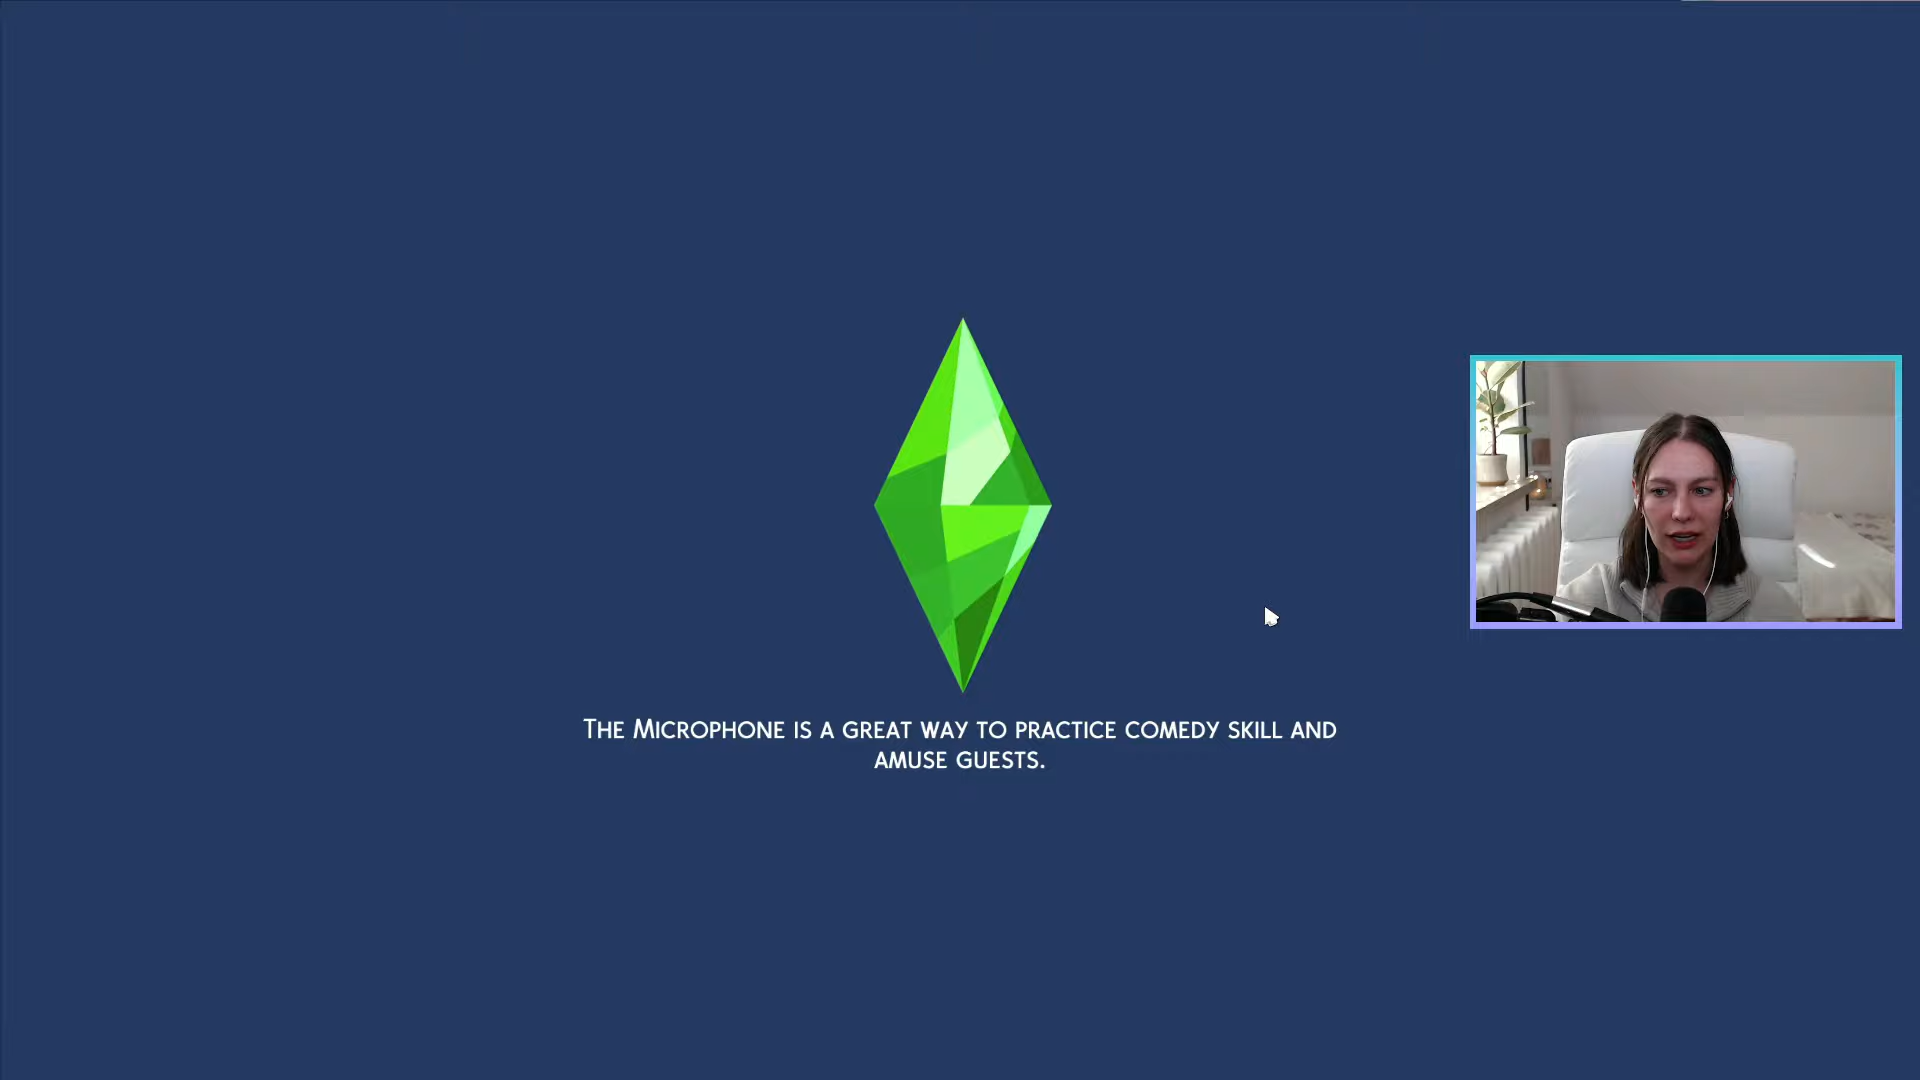 The Microphone is a great way to practice comedy skill and
amuse guests.